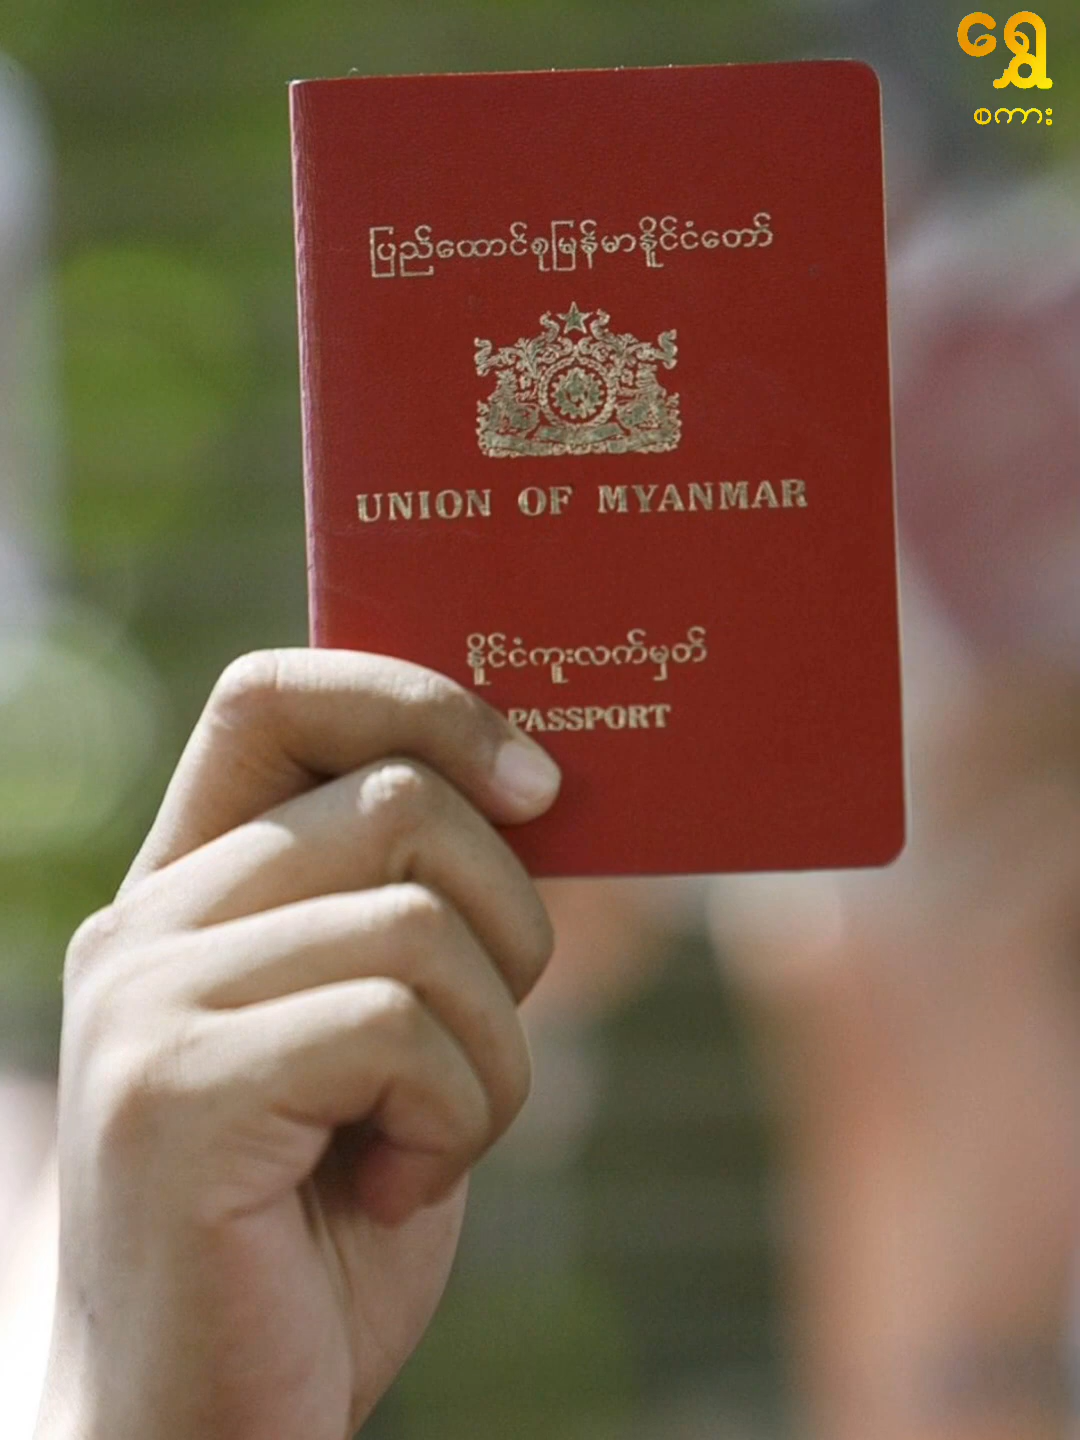 ရွှေ
စကား
ပြည်ထောင်စုမြန်မာနိူင်ငံတော်
UNION OF MYANMAR
နိူင်ငံကူးလက်မှတ်
PASSPORT